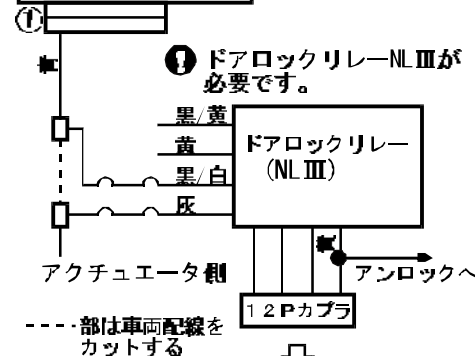 ①
ドアロックリレーNLⅢが
必要です。
黒/黄
黄
黒/白
灰
ドアロックリレー
(NLⅢ)
アクチュエータ側
アンロックへ
12Pカプラ
部は車両配線を
カットする